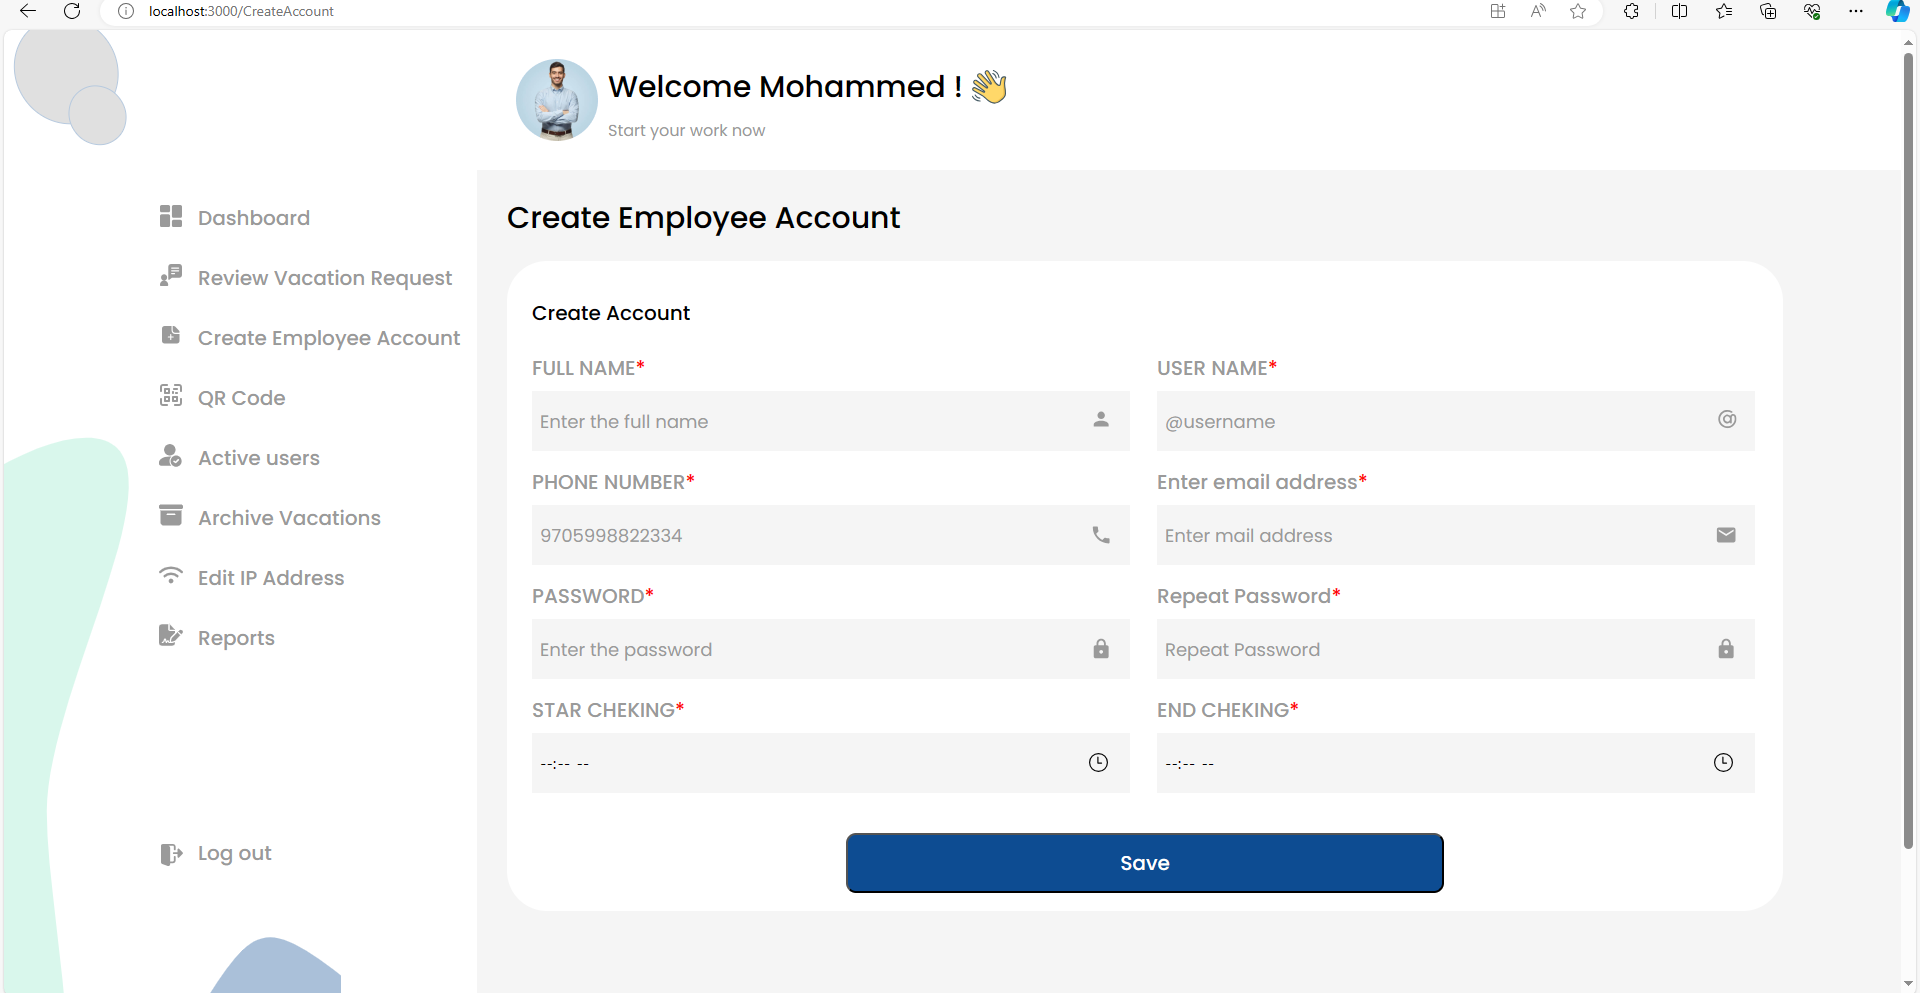 localhost:3000/CreateAccount
Welcome Mohammed ! 👋
Start your work now
Dashboard
Review Vacation Request
Create Employee Account
QR Code
Active users
Archive Vacations
Edit IP Address
Reports
Log out
Create Employee Account
Create Account
FULL NAME*
Enter the full name
USER NAME*
@username
PHONE NUMBER*
9705998822334
Enter email address*
Enter mail address
PASSWORD*
Enter the password
Repeat Password*
Repeat Password
STAR CHEKING*
--:-- --
END CHEKING*
--:-- --
Save